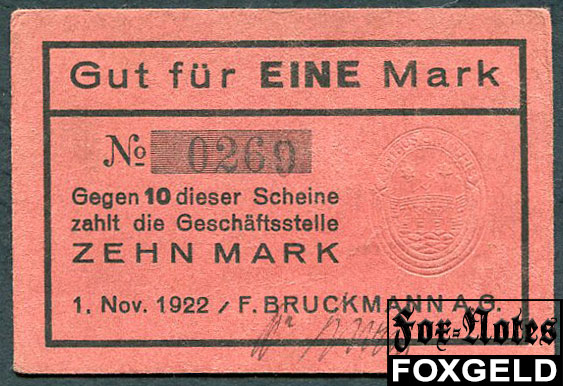 Gut für EINE Mark
No 0269
Gegen 10 dieser Scheine
zahlt die Geschäftsstelle
ZEHN MARK
1. Nov. 1922 / F. BRUCKMANN A.G.
Fox-Notes
FOXGELD